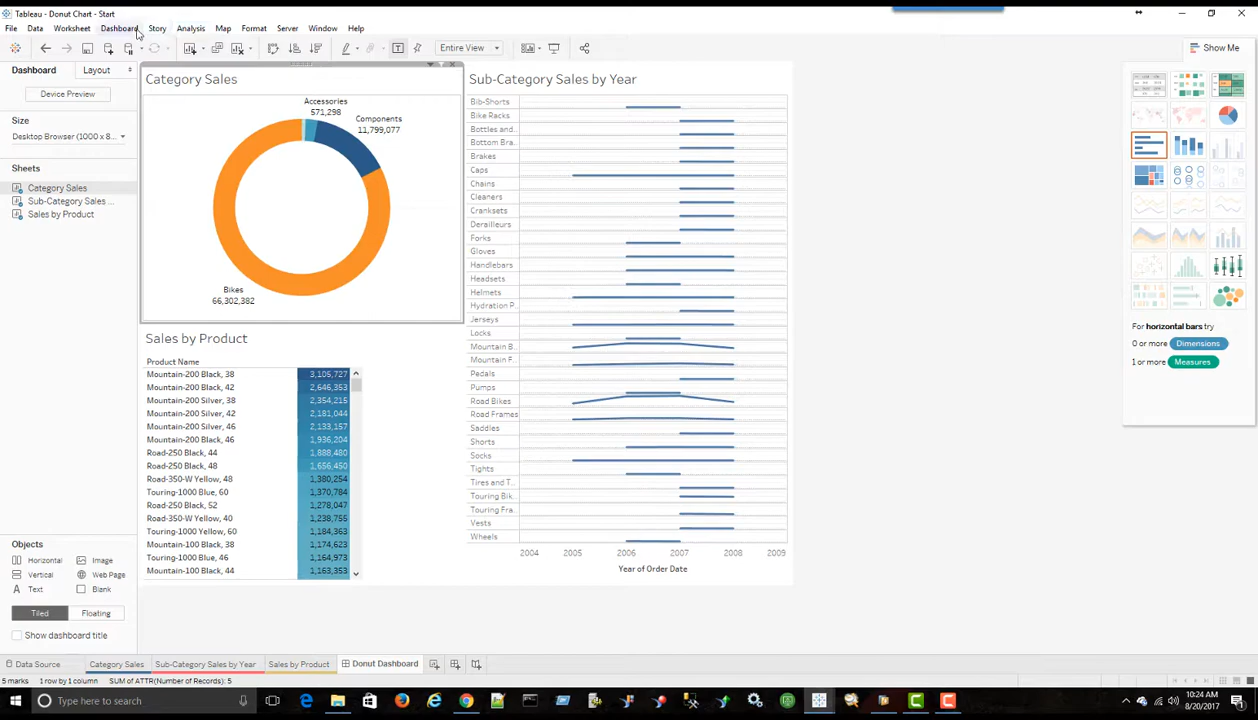 Tableau - Donut Chart - Start
File Data Worksheet Dashboard Story Analysis Map Format Server Window Help
Entire View
Show Me
Dashboard Layout
Device Preview
Size
Desktop Browser (1000 x 8...
Sheets
Category Sales
Sub-Category Sales ...
Sales by Product
Category Sales
Accessories
571,298
Components
11,799,077
Bikes
66,302,382
Sales by Product
Product Name
Mountain-200 Black, 38 3,105,727
Mountain-200 Black, 42 2,646,353
Mountain-200 Silver, 38 2,354,215
Mountain-200 Silver, 42 2,181,044
Mountain-200 Silver, 46 2,133,157
Mountain-200 Black, 46 1,936,204
Road-250 Black, 44 1,888,480
Road-250 Black, 48 1,656,450
Road-350-W Yellow, 48 1,380,254
Touring-1000 Blue, 60 1,370,784
Road-250 Black, 52 1,278,047
Road-350-W Yellow, 40 1,238,755
Touring-1000 Yellow, 60 1,184,363
Mountain-100 Black, 38 1,174,623
Touring-1000 Blue, 46 1,164,973
Mountain-100 Black, 44 1,163,353
Sub-Category Sales by Year
Bib-Shorts
Bike Racks
Bottles and...
Bottom Bra...
Brakes
Caps
Chains
Cleaners
Cranksets
Derailleurs
Forks
Gloves
Handlebars
Headsets
Helmets
Hydration P...
Jerseys
Locks
Mountain B...
Mountain F...
Pedals
Pumps
Road Bikes
Road Frames
Saddles
Shorts
Socks
Tights
Tires and T...
Touring Bik...
Touring Fra...
Vests
Wheels
2004 2005 2006 2007 2008 2009
Year of Order Date
For horizontal bars try
0 or more Dimensions
1 or more Measures
Objects
Horizontal Image
Vertical Web Page
A Text Blank
Tiled Floating
Show dashboard title
Data Source Category Sales Sub-Category Sales by Year Sales by Product Donut Dashboard
5 marks 1 row by 1 column SUM of ATTR(Number of Records): 5
Type here to search
10:24 AM
8/20/2017